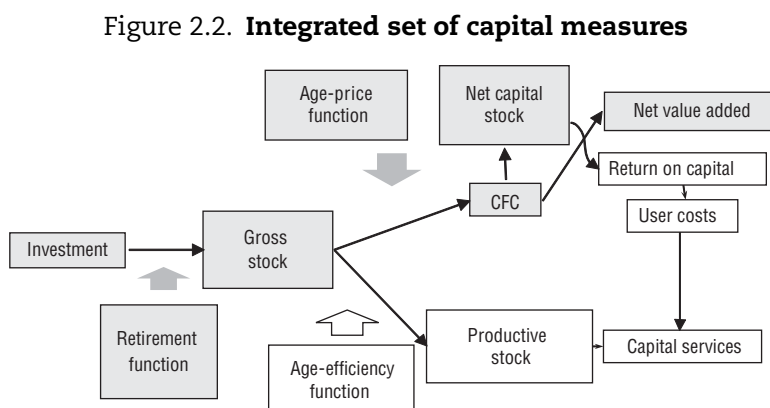 Figure 2.2. Integrated set of capital measures
Age-price
function
Net capital
stock
Net value added
Return on capital
CFC
User costs
Investment
Gross
stock
Retirement
function
Age-efficiency
function
Productive
stock
Capital services